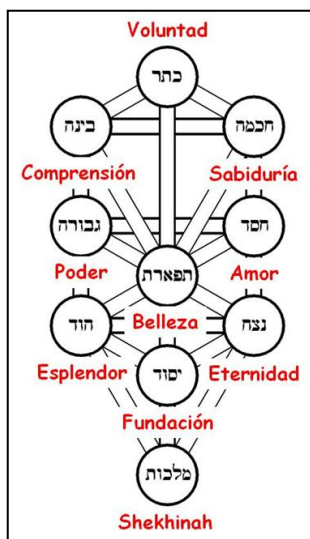 Voluntad
כתר
בינה
חכמה
Comprensión
Sabiduría
גבורה
חסד
תפארת
Poder
Amor
הוד
Belleza
נצח
Esplendor
יסוד
Eternidad
Fundación
מלכות
Shekhinah